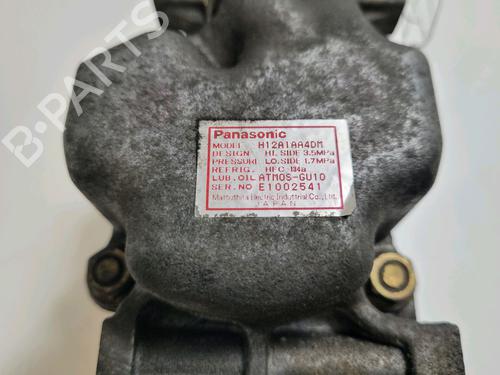 B-PARTS
Panasonic
MODEL H12A1AA4DM
DESIGN HI. SIDE 3.5MPa
PRESSURE LO. SIDE 1.7MPa
REFRIG. HFC 134a
LUB. OIL ATMOS-GU10
SER. NO E1002541
Matsushita Electric Industrial Co., Ltd.
JAPAN